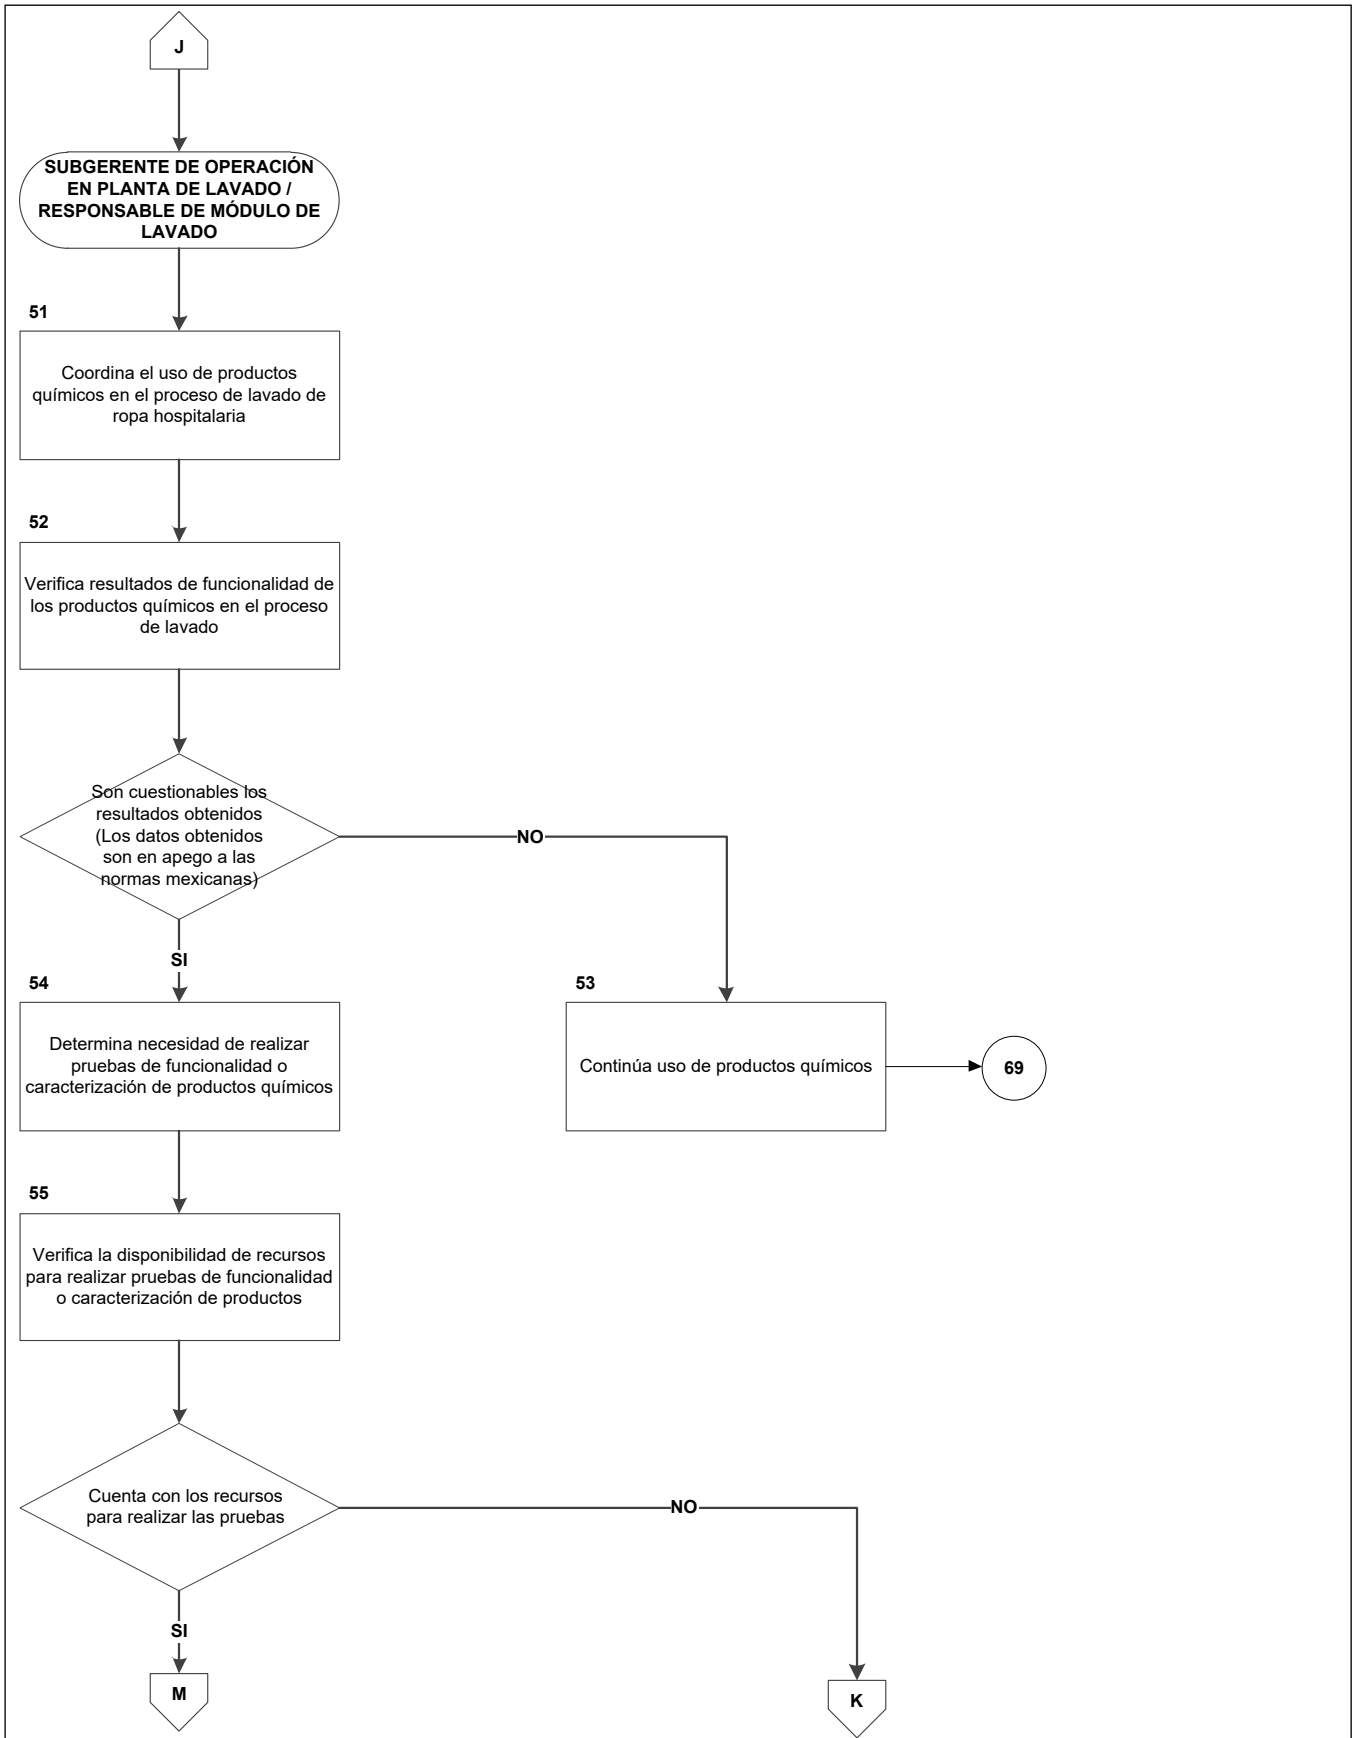 J
SUBGERENTE DE OPERACIÓN
EN PLANTA DE LAVADO /
RESPONSABLE DE MÓDULO DE
LAVADO
51
Coordina el uso de productos
químicos en el proceso de lavado de
ropa hospitalaria
52
Verifica resultados de funcionalidad de
los productos químicos en el proceso
de lavado
Son cuestionables los
resultados obtenidos
(Los datos obtenidos
son en apego a las
normas mexicanas)
NO
SI
54
Determina necesidad de realizar
pruebas de funcionalidad o
caracterización de productos químicos
53
Continúa uso de productos químicos
69
55
Verifica la disponibilidad de recursos
para realizar pruebas de funcionalidad
o caracterización de productos
Cuenta con los recursos
para realizar las pruebas
NO
SI
M
K